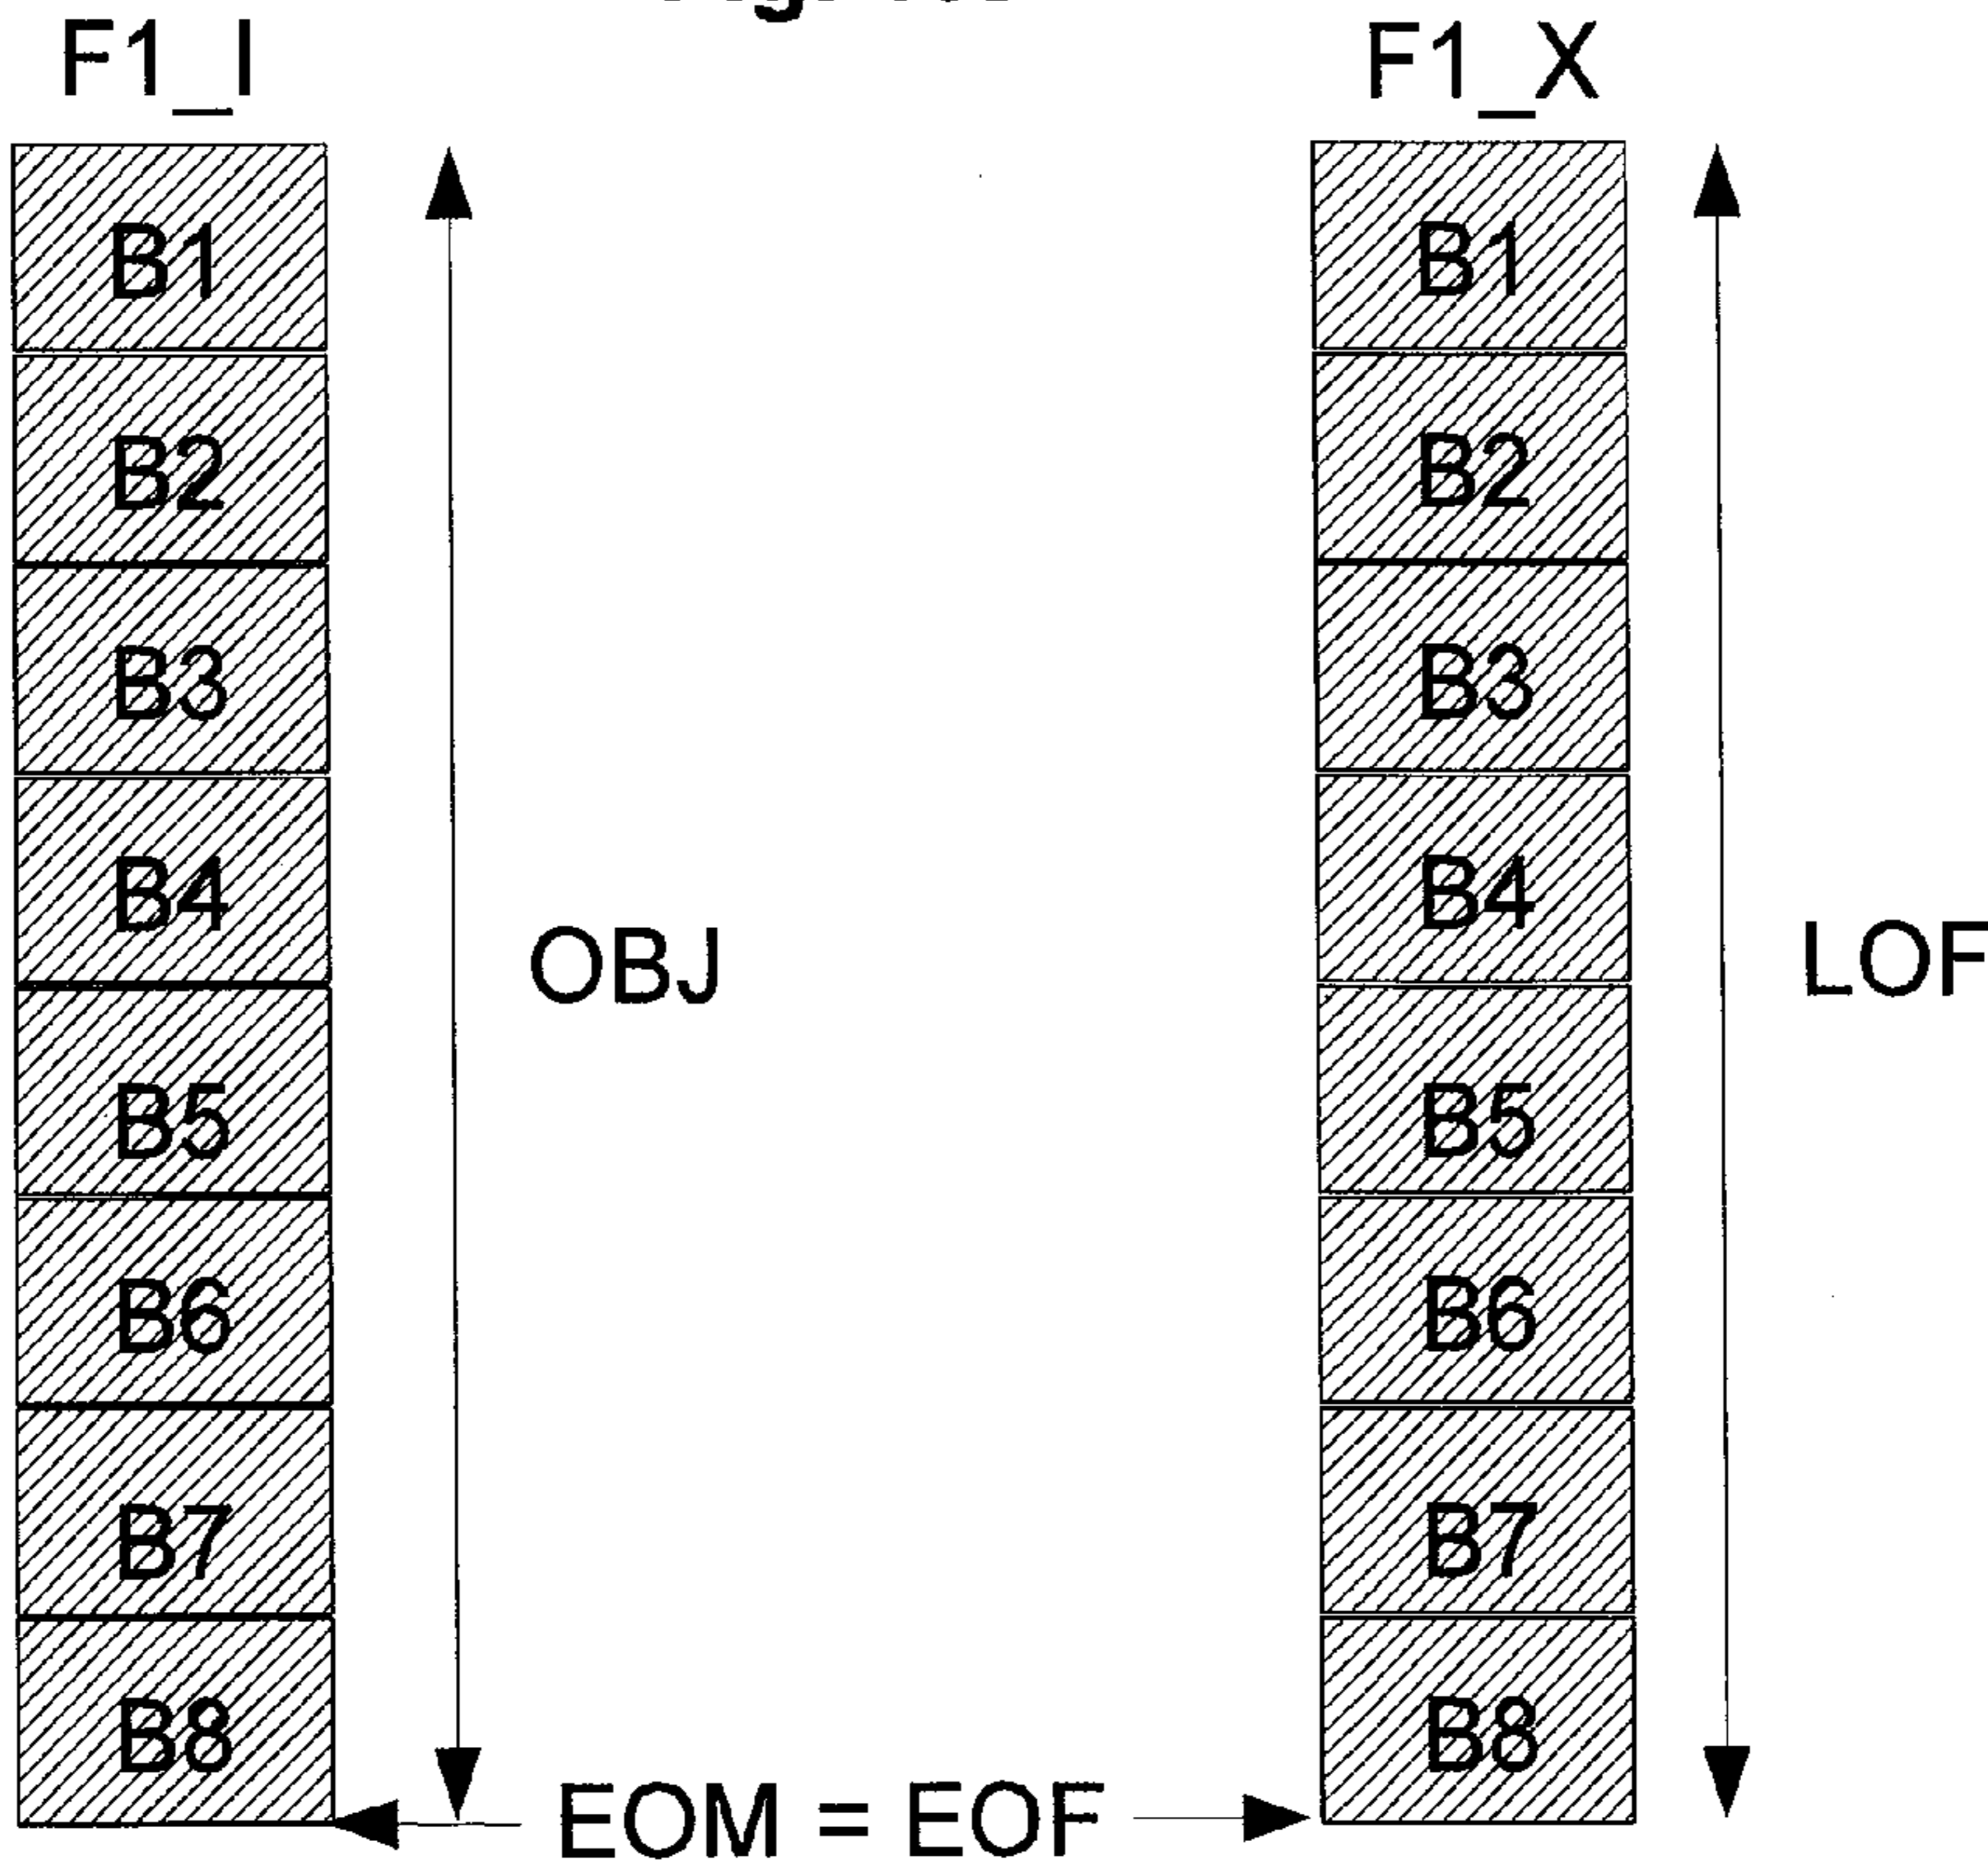 F1_I F1_X
B1 B1
B2 B2
B3 B3
B4 B4
OBJ LOF
B5 B5
B6 B6
B7 B7
B8 B8
EOM = EOF